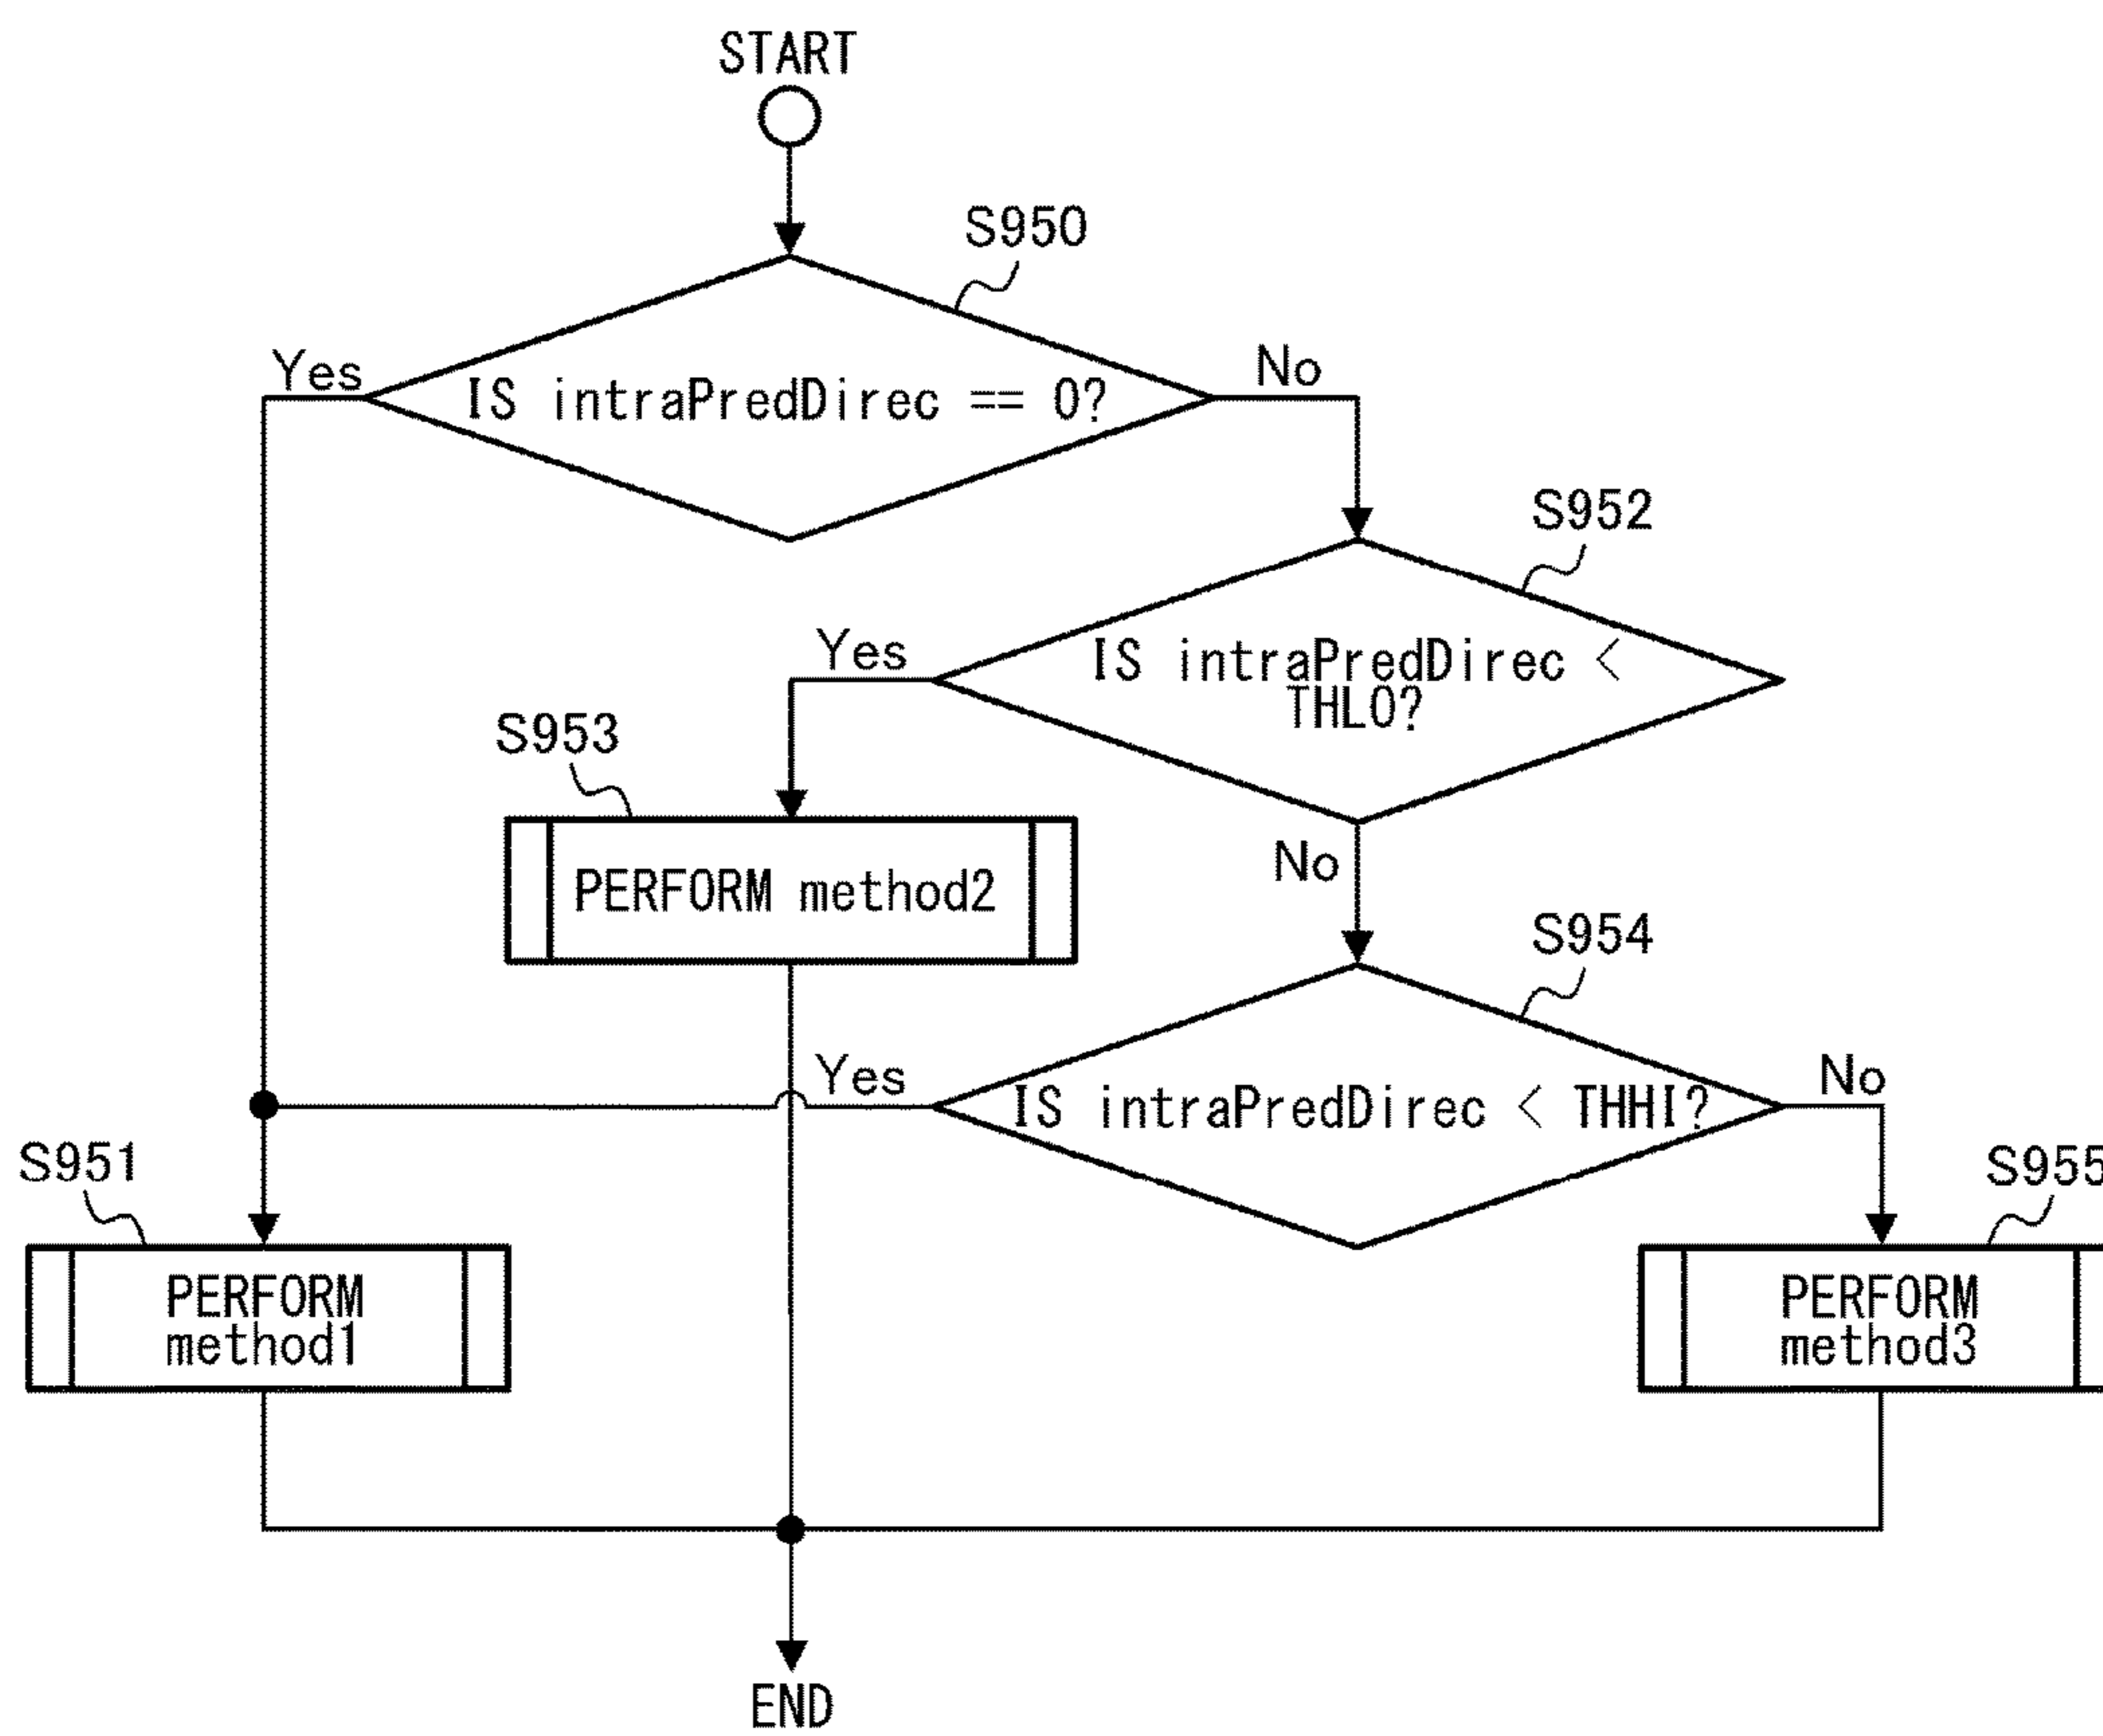 START
S950
Yes
IS intraPredDirec == 0?
No
S952
Yes
IS intraPredDirec <
THLO?
S953
PERFORM method2
No
S954
Yes
IS intraPredDirec < THHI?
No
S951
S955
PERFORM
method1
PERFORM
method3
END